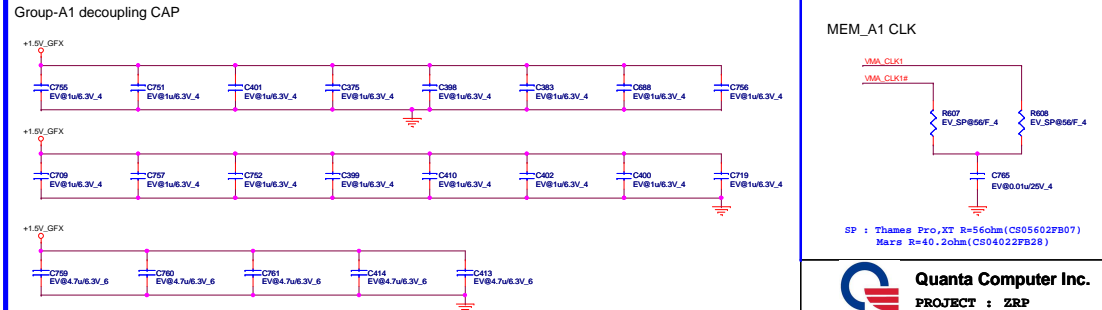 Group-A1 decoupling CAP
+1.5V_GFX
C755 C751 C401 C375 C398 C383 C688 C756
EV@1u/6.3V_4 EV@1u/6.3V_4 EV@1u/6.3V_4 EV@1u/6.3V_4 EV@1u/6.3V_4 EV@1u/6.3V_4 EV@1u/6.3V_4 EV@1u/6.3V_4
+1.5V_GFX
C709 C757 C752 C399 C410 C402 C400 C719
EV@1u/6.3V_4 EV@1u/6.3V_4 EV@1u/6.3V_4 EV@1u/6.3V_4 EV@1u/6.3V_4 EV@1u/6.3V_4 EV@1u/6.3V_4 EV@1u/6.3V_4
+1.5V_GFX
C759 C760 C761 C414 C413
EV@4.7u/6.3V_6 EV@4.7u/6.3V_6 EV@4.7u/6.3V_6 EV@4.7u/6.3V_6 EV@4.7u/6.3V_6
MEM_A1 CLK
VMA_CLK1
VMA_CLK1#
R607 R608
EV_SP@56/F_4 EV_SP@56/F_4
C765
EV@0.01u/25V_4
SP : Thames Pro,XT R=56ohm(CS05602FB07)
Mars R=40.2ohm(CS04022FB28)
Quanta Computer Inc.
PROJECT : ZRP